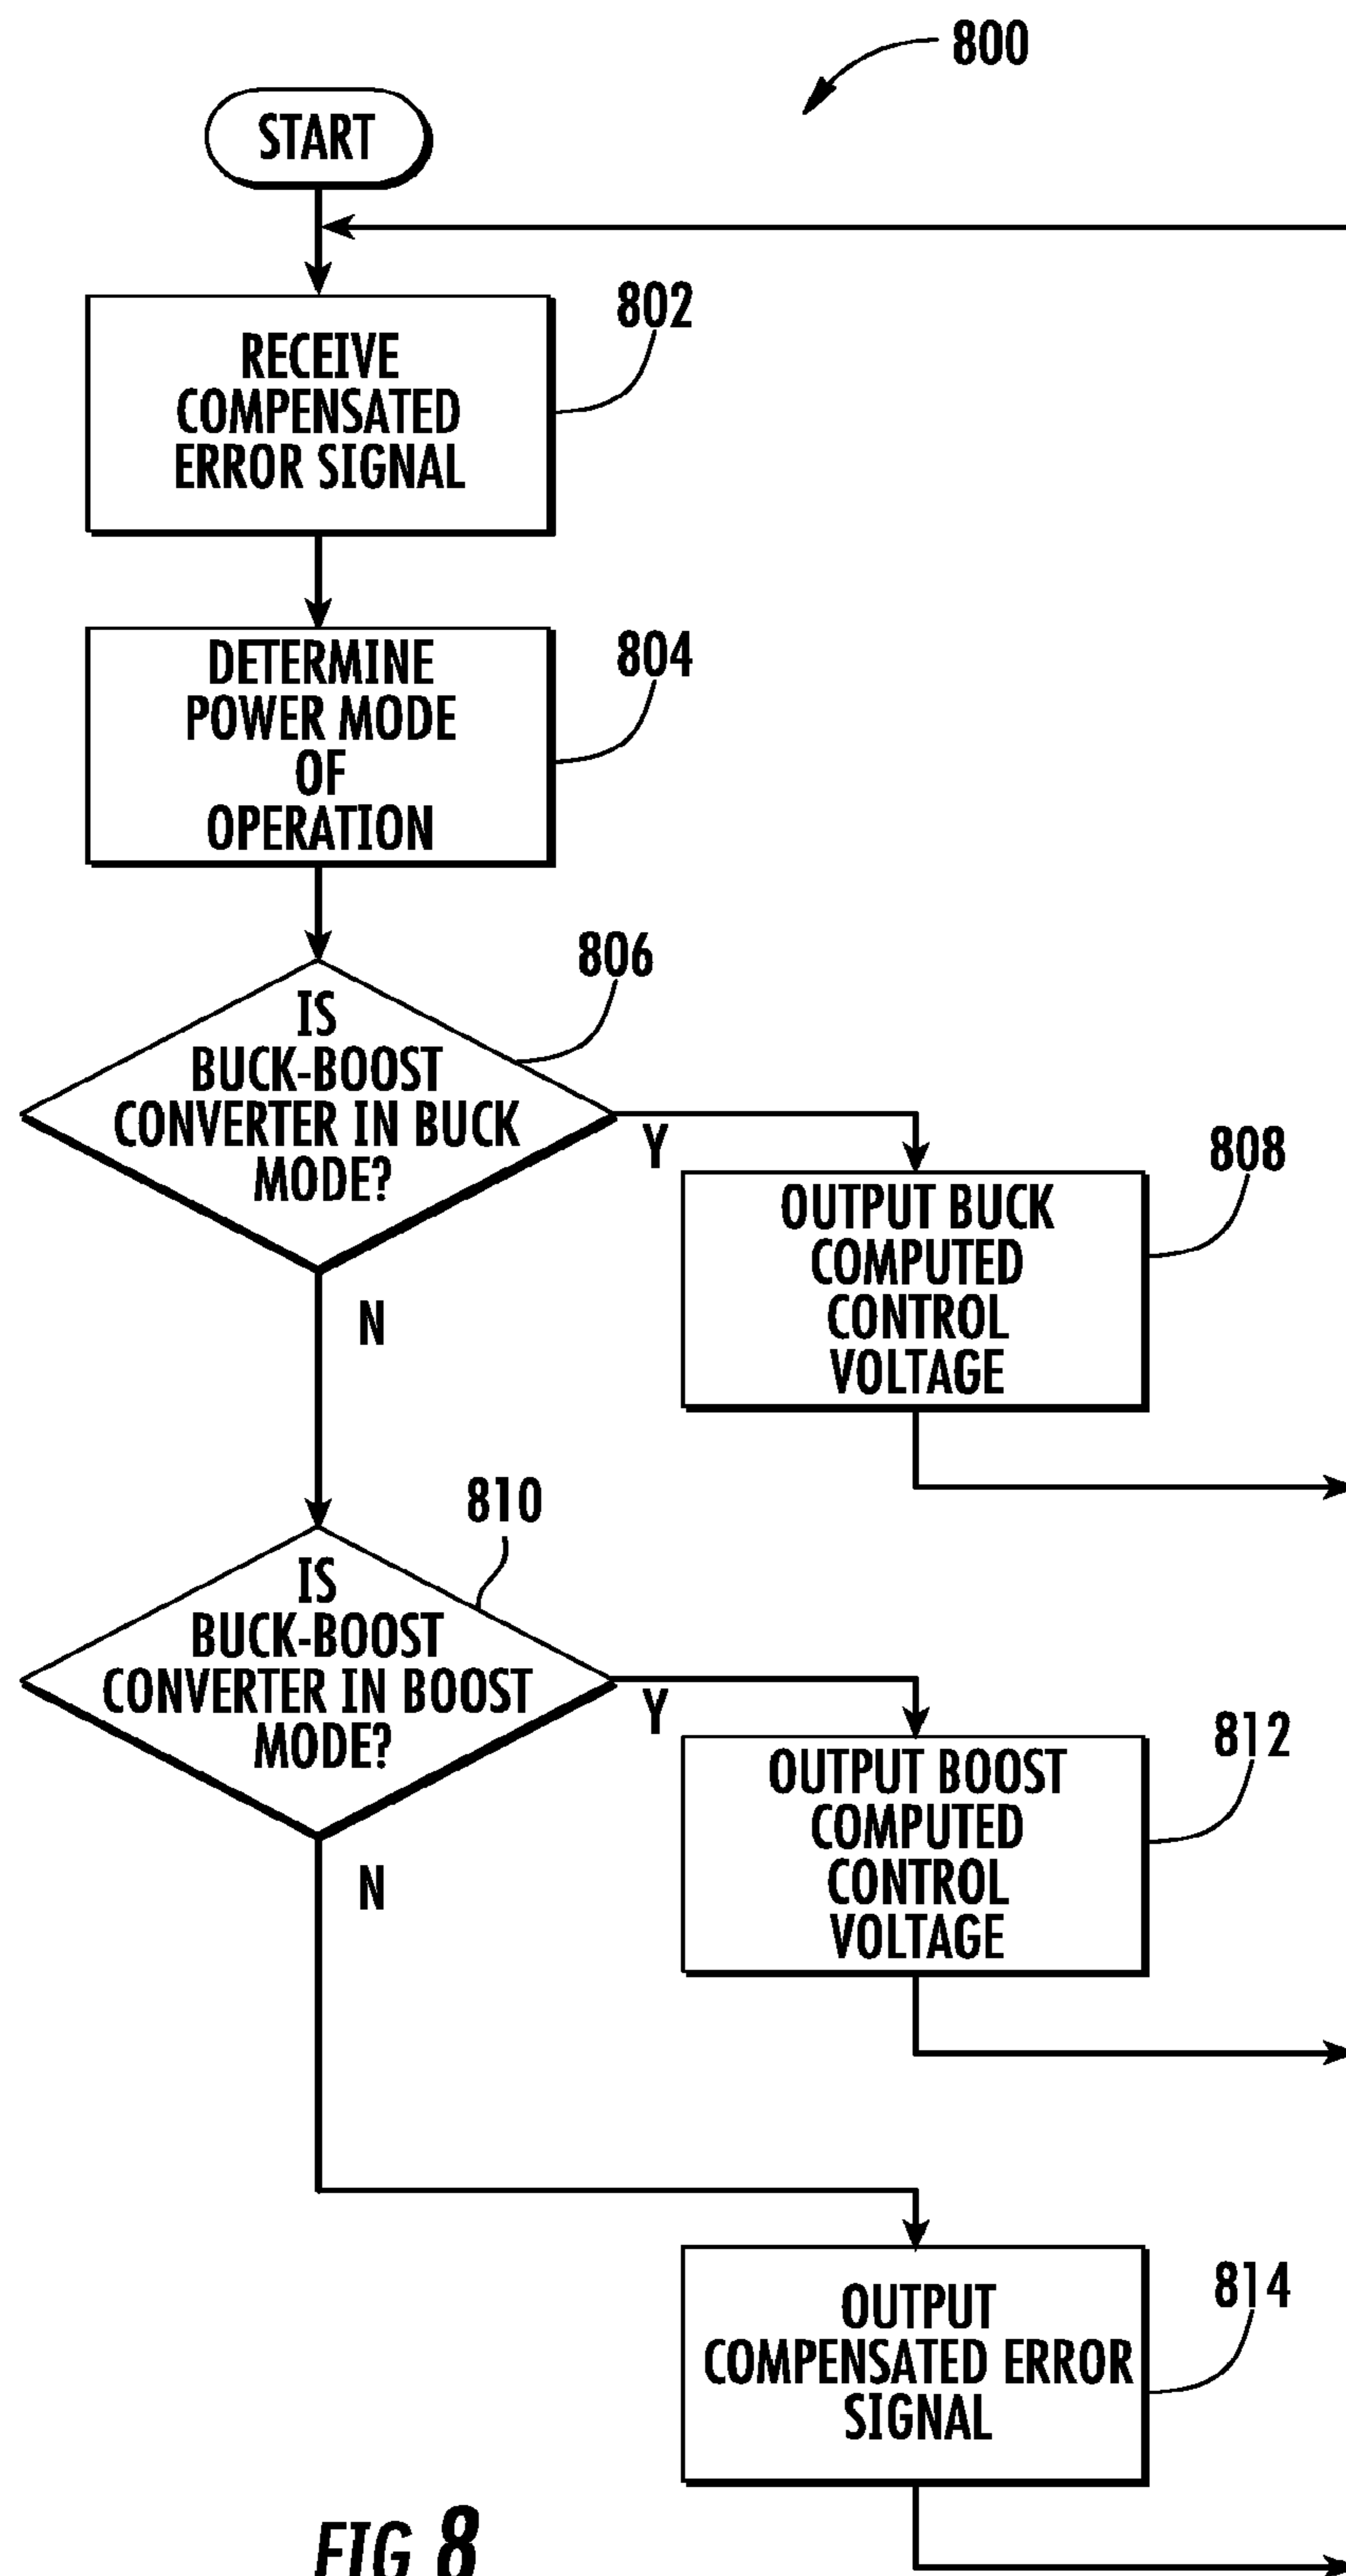 800
START
802
RECEIVE
COMPENSATED
ERROR SIGNAL
804
DETERMINE
POWER MODE
OF
OPERATION
806
IS
BUCK-BOOST
CONVERTER IN BUCK
MODE?
Y
N
808
OUTPUT BUCK
COMPUTED
CONTROL
VOLTAGE
810
IS
BUCK-BOOST
CONVERTER IN BOOST
MODE?
Y
N
812
OUTPUT BOOST
COMPUTED
CONTROL
VOLTAGE
814
OUTPUT
COMPENSATED ERROR
SIGNAL
FIG 8